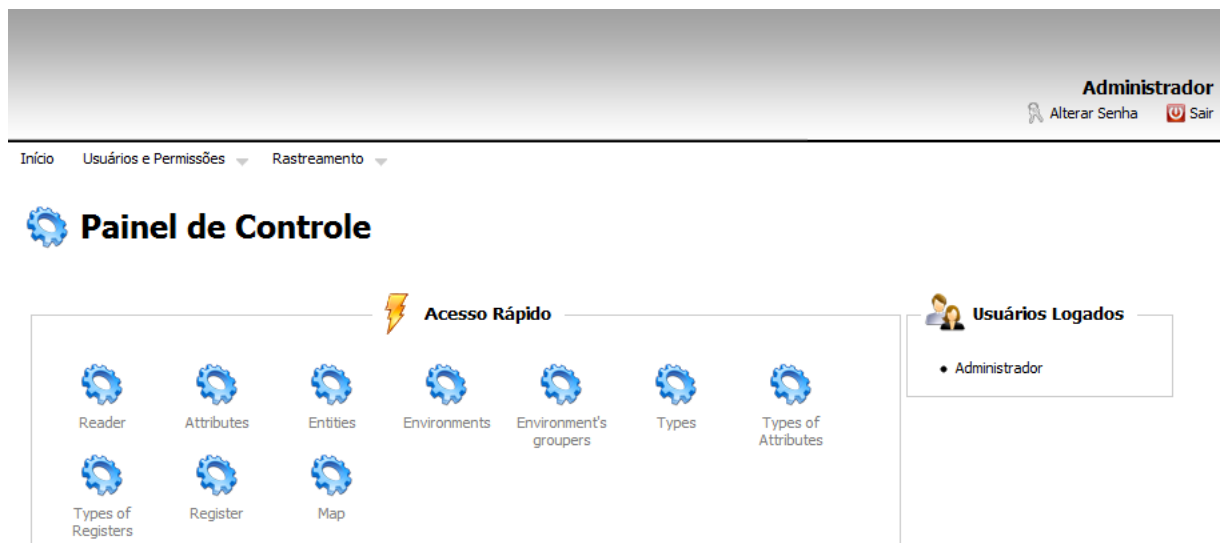 Administrador
Alterar Senha Sair
Início Usuários e Permissões Rastreamento
Painel de Controle
Acesso Rápido
Reader Attributes Entities Environments Environment's groupers Types Types of Attributes
Types of Registers Register Map
Usuários Logados
Administrador